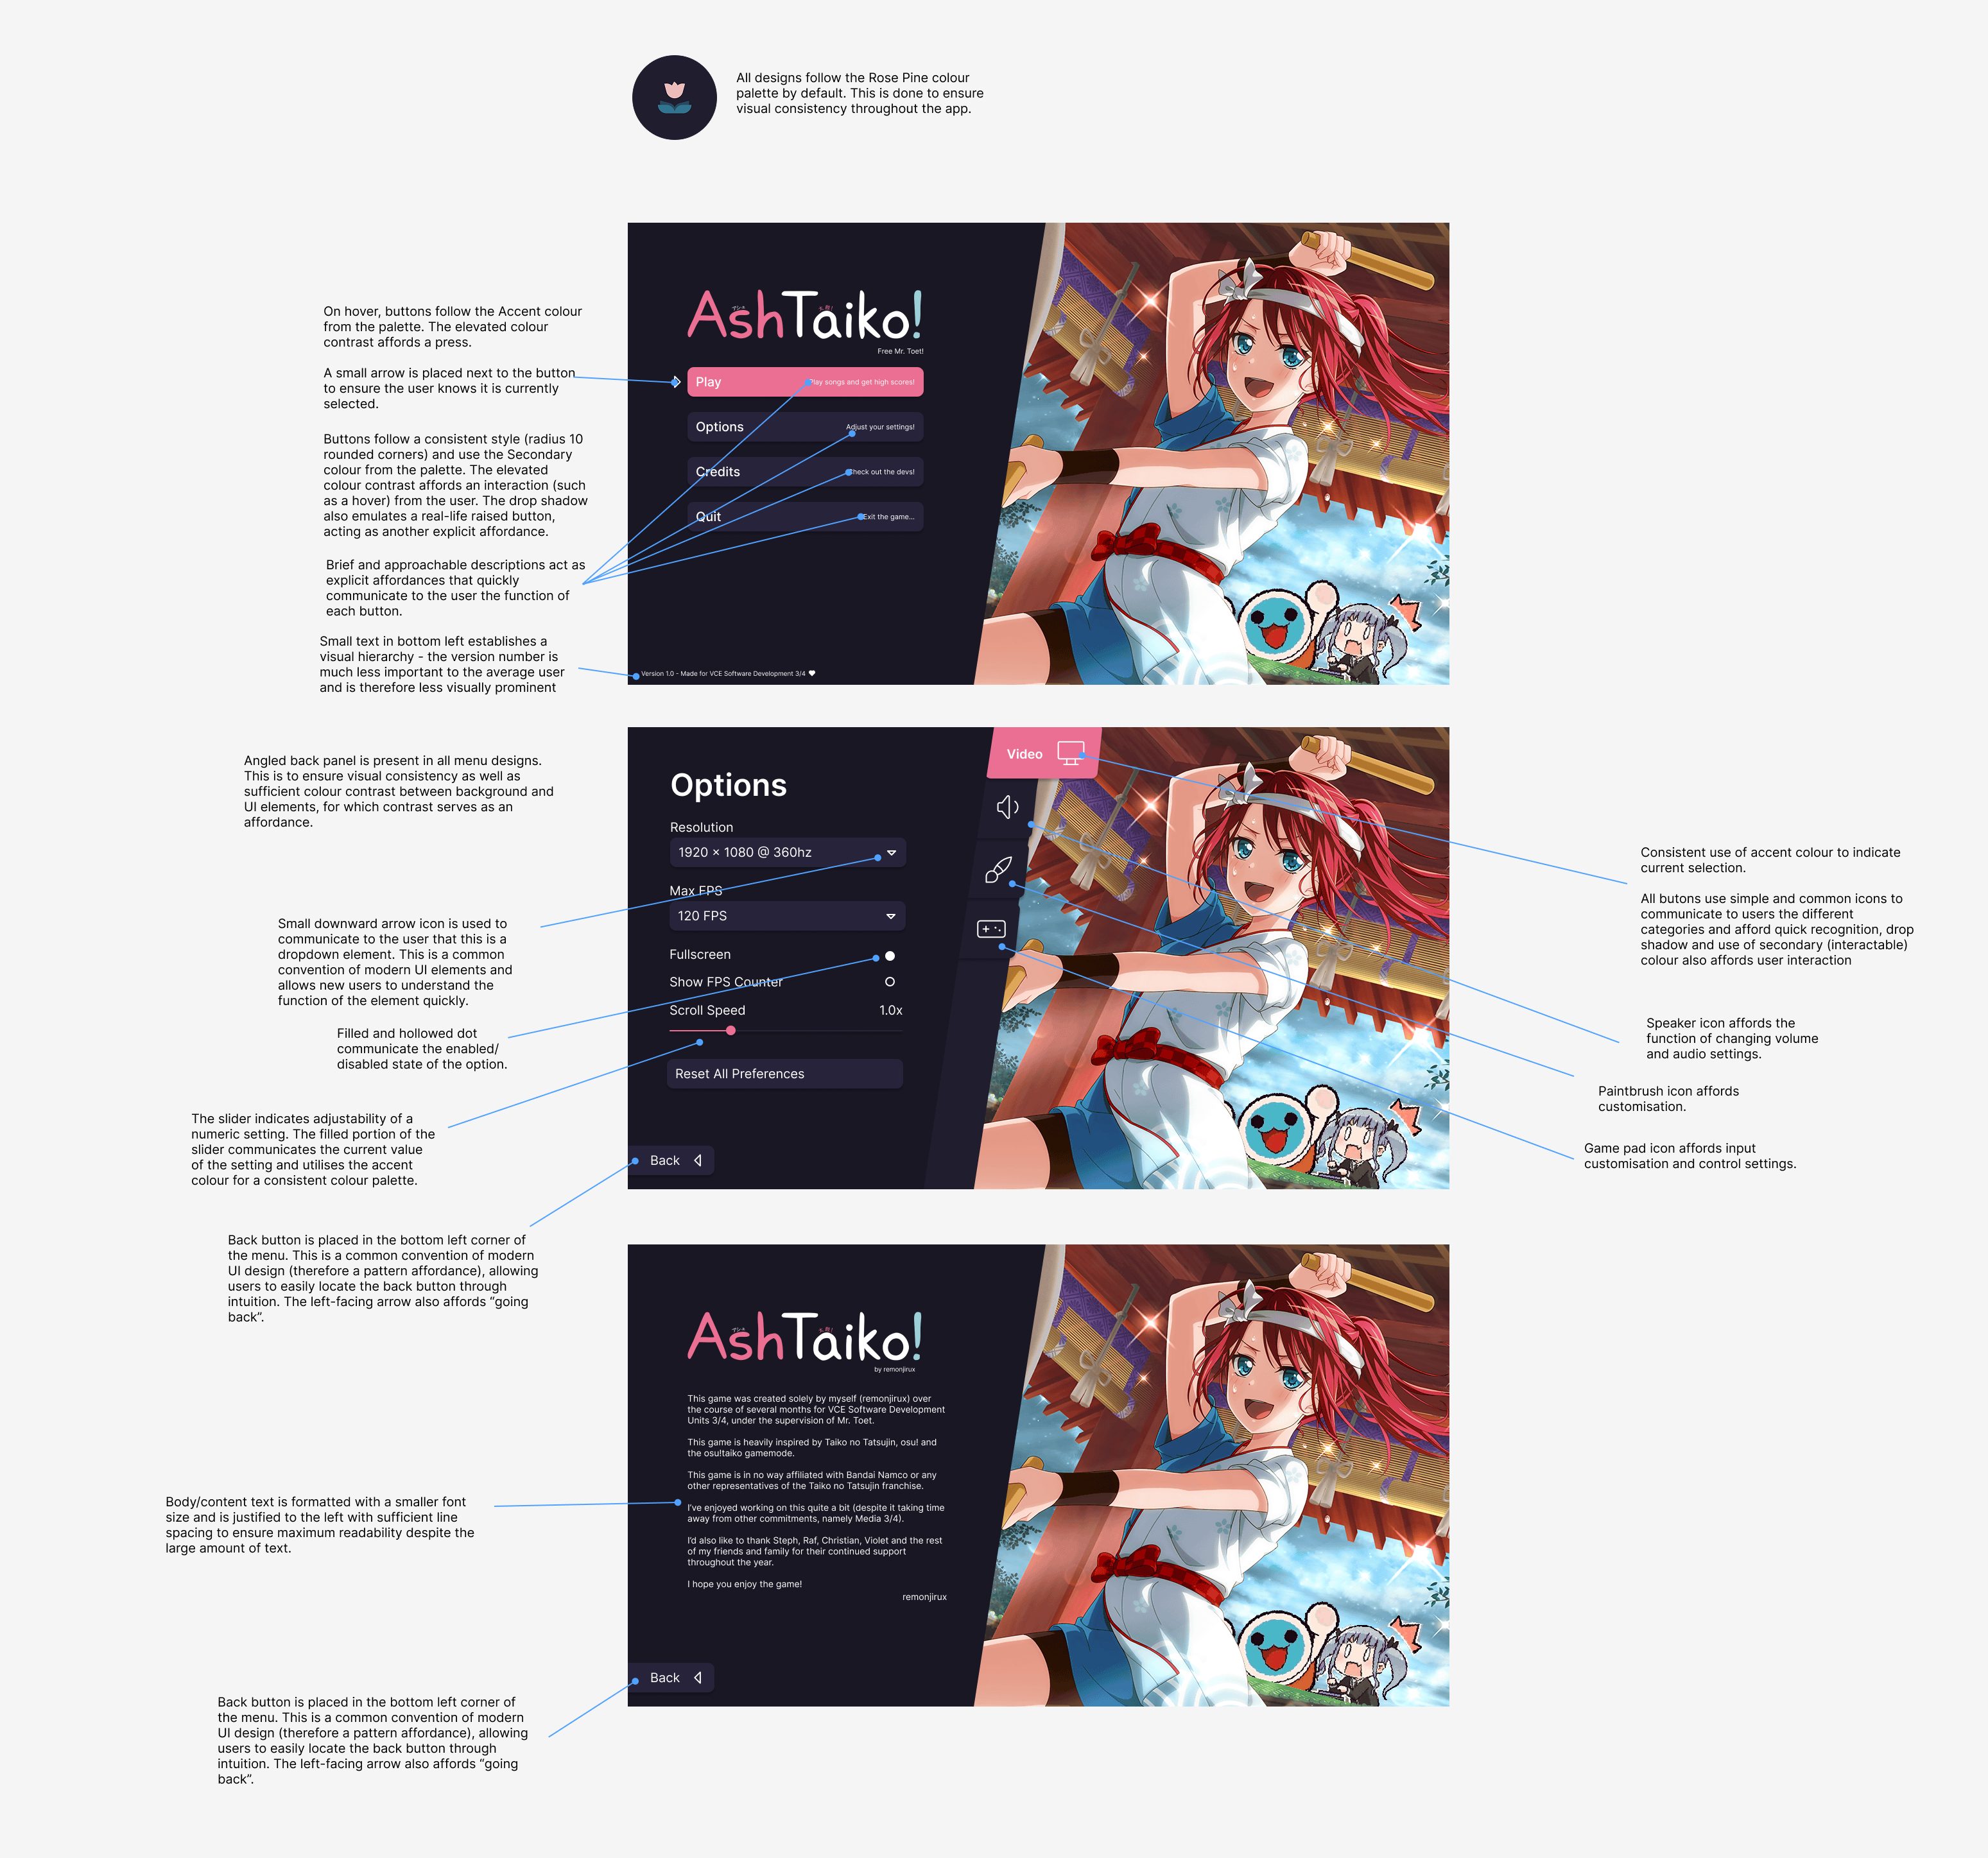 All designs follow the Rose Pine colour
palette by default. This is done to ensure
visual consistency throughout the app.
On hover, buttons follow the Accent colour
from the palette. The elevated colour
contrast affords a press.
A small arrow is placed next to the button
to ensure the user knows it is currently
selected.
Buttons follow a consistent style (radius 10
rounded corners) and use the Secondary
colour from the palette. The elevated
colour contrast affords an interaction (such
as a hover) from the user. The drop shadow
also emulates a real-life raised button,
acting as another explicit affordance.
Brief and approachable descriptions act as
explicit affordances that quickly
communicate to the user the function of
each button.
Small text in bottom left establishes a
visual hierarchy - the version number is
much less important to the average user
and is therefore less visually prominent
AshTaiko!
Free Mr. Toet!
Play
Play songs and get high scores!
Options
Adjust your settings!
Credits
Check out the devs!
Quit
Exit the game...
Version 1.0 - Made for VCE Software Development 3/4
Angled back panel is present in all menu designs.
This is to ensure visual consistency as well as
sufficient colour contrast between background and
UI elements, for which contrast serves as an
affordance.
Small downward arrow icon is used to
communicate to the user that this is a
dropdown element. This is a common
convention of modern UI elements and
allows new users to understand the
function of the element quickly.
Filled and hollowed dot
communicate the enabled/
disabled state of the option.
The slider indicates adjustability of a
numeric setting. The filled portion of the
slider communicates the current value
of the setting and utilises the accent
colour for a consistent colour palette.
Back button is placed in the bottom left corner of
the menu. This is a common convention of modern
UI design (therefore a pattern affordance), allowing
users to easily locate the back button through
intuition. The left-facing arrow also affords “going
back”.
Options
Resolution
1920 × 1080 @ 360hz
Max FPS
120 FPS
Fullscreen
Show FPS Counter
Scroll Speed 1.0x
Reset All Preferences
Back
Video
Consistent use of accent colour to indicate
current selection.
All butons use simple and common icons to
communicate to users the different
categories and afford quick recognition, drop
shadow and use of secondary (interactable)
colour also affords user interaction
Speaker icon affords the
function of changing volume
and audio settings.
Paintbrush icon affords
customisation.
Game pad icon affords input
customisation and control settings.
AshTaiko!
by remonjirux
This game was created solely by myself (remonjirux) over
the course of several months for VCE Software Development
Units 3/4, under the supervision of Mr. Toet.
This game is heavily inspired by Taiko no Tatsujin, osu! and
the osu!taiko gamemode.
This game is in no way affiliated with Bandai Namco or any
other representatives of the Taiko no Tatsujin franchise.
I’ve enjoyed working on this quite a bit (despite it taking time
away from other commitments, namely Media 3/4).
I’d also like to thank Steph, Raf, Christian, Violet and the rest
of my friends and family for their continued support
throughout the year.
I hope you enjoy the game!
remonjirux
Back
Body/content text is formatted with a smaller font
size and is justified to the left with sufficient line
spacing to ensure maximum readability despite the
large amount of text.
Back button is placed in the bottom left corner of
the menu. This is a common convention of modern
UI design (therefore a pattern affordance), allowing
users to easily locate the back button through
intuition. The left-facing arrow also affords “going
back”.